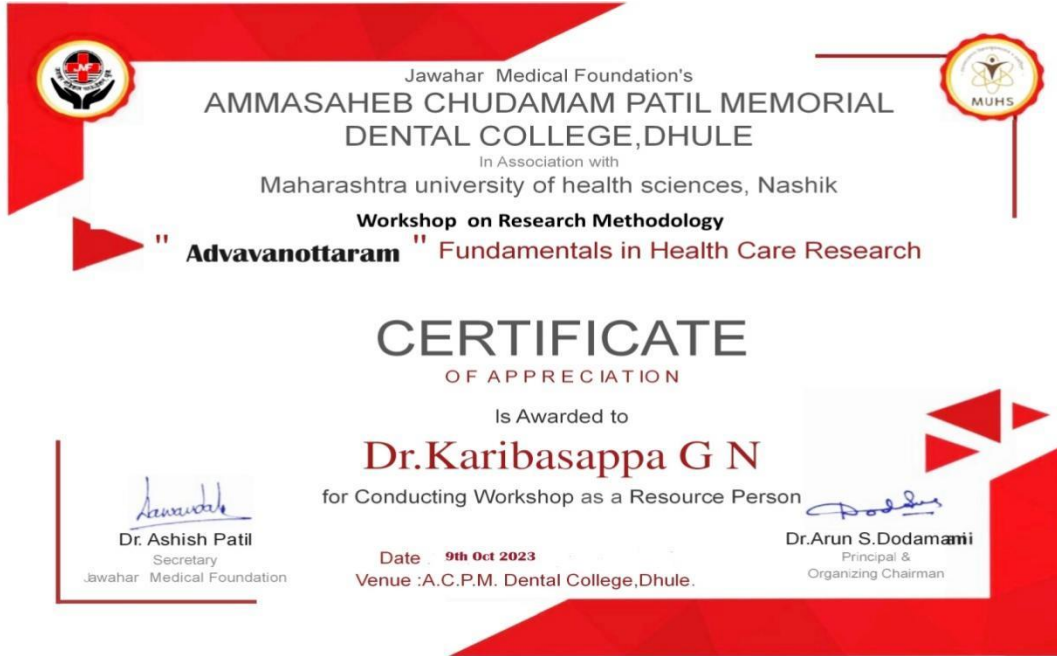 Jawahar Medical Foundation's
AMMASAHEB CHUDAMAM PATIL MEMORIAL
DENTAL COLLEGE,DHULE
In Association with
Maharashtra university of health sciences, Nashik
MUHS
Workshop on Research Methodology
" Advavanottaram " Fundamentals in Health Care Research
CERTIFICATE
OF APPRECIATION
Is Awarded to
Dr.Karibasappa G N
for Conducting Workshop as a Resource Person
Dr. Ashish Patil
Secretary
Jawahar Medical Foundation
Date 9th Oct 2023
Venue :A.C.P.M. Dental College,Dhule.
Principal &
Organizing Chairman